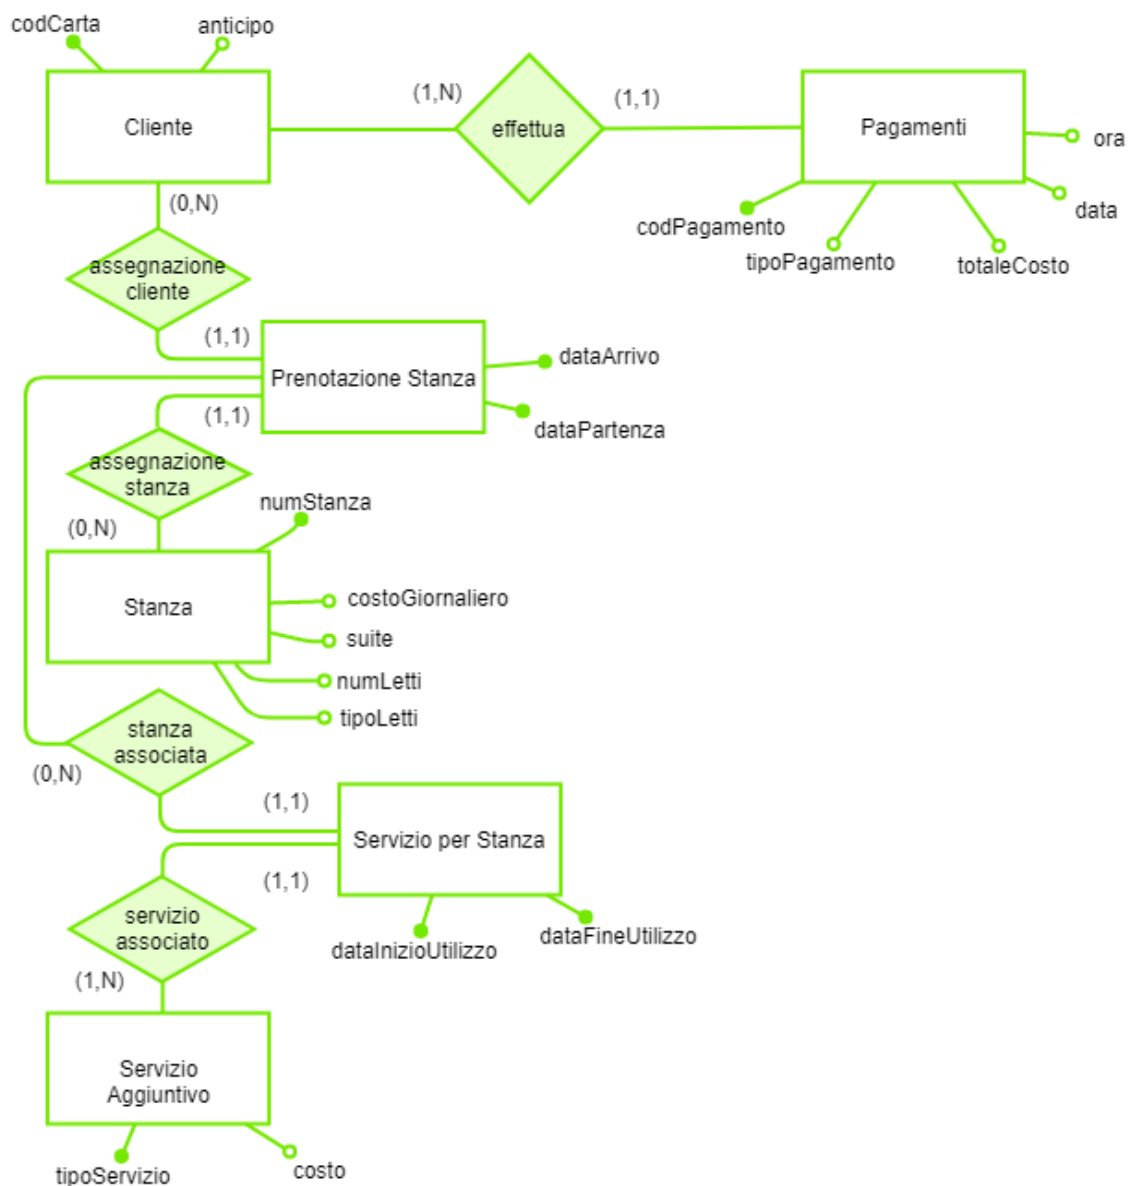 codCarta
anticipo
Cliente
(1,N)
effettua
(1,1)
Pagamenti
ora
data
codPagamento
tipoPagamento
totaleCosto
(0,N)
assegnazione
cliente
(1,1)
Prenotazione Stanza
dataArrivo
dataPartenza
(1,1)
assegnazione
stanza
(0,N)
numStanza
Stanza
costoGiornaliero
suite
numLetti
tipoLetti
stanza
associata
(0,N)
(1,1)
Servizio per Stanza
(1,1)
servizio
associato
dataInizioUtilizzo
dataFineUtilizzo
(1,N)
Servizio
Aggiuntivo
tipoServizio
costo